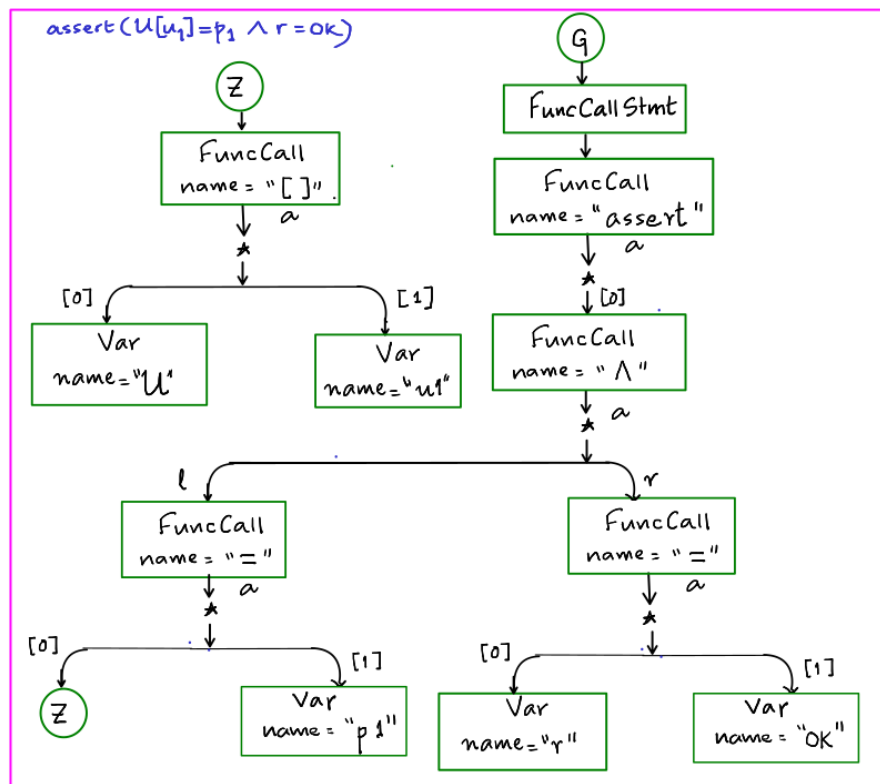 assert(U[u1]=p1 ∧ r=OK)
Z
FuncCall
name = "[ ]"
a
*
[0]
[1]
Var
name="U"
Var
name="u1"
G
FuncCallStmt
FuncCall
name="assert"
a
*
[0]
FuncCall
name= "∧"
a
*
l
r
FuncCall
name= "="
a
*
[0]
[1]
Z
Var
name= "p1"
FuncCall
name= "="
a
*
[0]
[1]
Var
name="r"
Var
name= "OK"